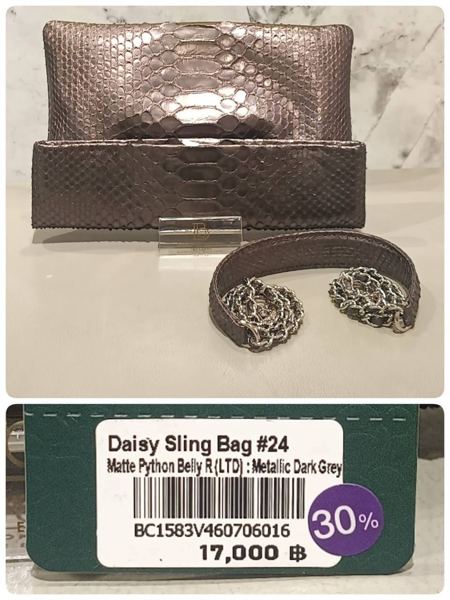 Daisy Sling Bag #24
Matte Python Belly R (LTD) : Metallic Dark Grey
BC1583V460706016
17,000 ฿
30%